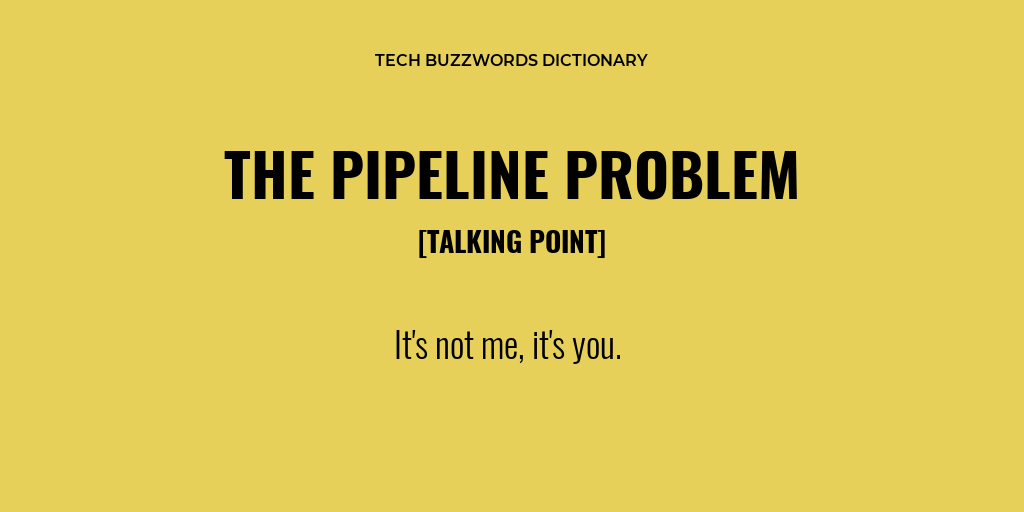 TECH BUZZWORDS DICTIONARY
THE PIPELINE PROBLEM
[TALKING POINT]
It's not me, it's you.